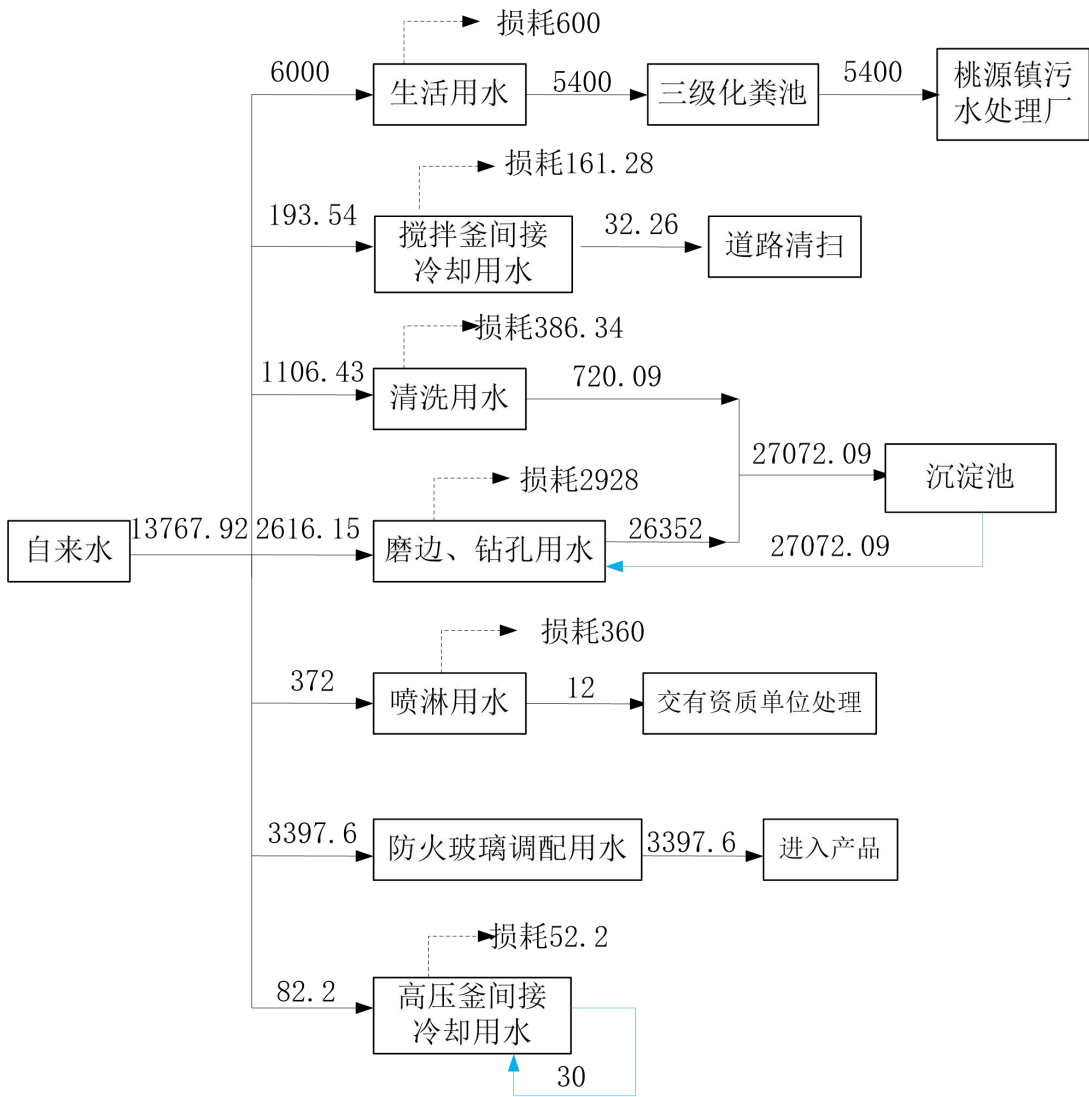 损耗600
6000
生活用水
5400
三级化粪池
5400
桃源镇污
水处理厂
损耗161.28
193.54
搅拌釜间接
冷却用水
32.26
道路清扫
损耗386.34
1106.43
清洗用水
720.09
27072.09
沉淀池
损耗2928
自来水
13767.92
2616.15
磨边、钻孔用水
26352
27072.09
损耗360
372
喷淋用水
12
交有资质单位处理
3397.6
防火玻璃调配用水
3397.6
进入产品
损耗52.2
82.2
高压釜间接
冷却用水
30